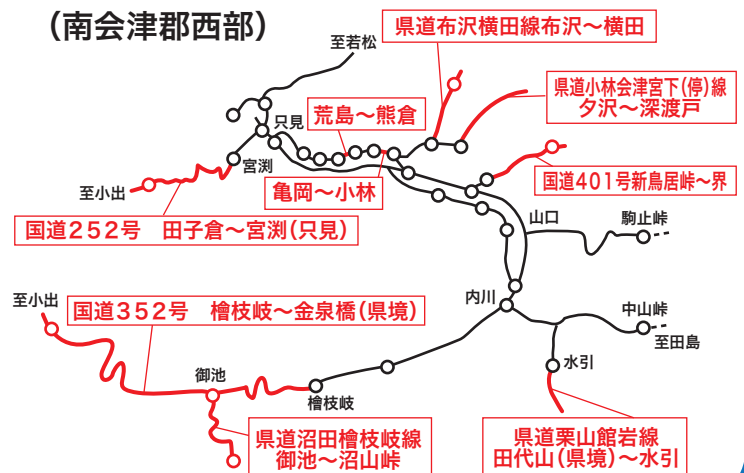 (南会津郡西部)
県道布沢横田線布沢～横田
至若松
県道小林会津宮下(停)線
夕沢～深渡戸
荒島～熊倉
只見
宮渕
至小出
亀岡～小林
国道401号新鳥居峠～界
国道252号 田子倉～宮渕(只見)
山口
駒止峠
至小出
国道352号 檜枝岐～金泉橋(県境)
内川
中山峠
至田島
御池
水引
檜枝岐
県道沼田檜枝岐線
御池～沼山峠
県道栗山館岩線
田代山(県境)～水引